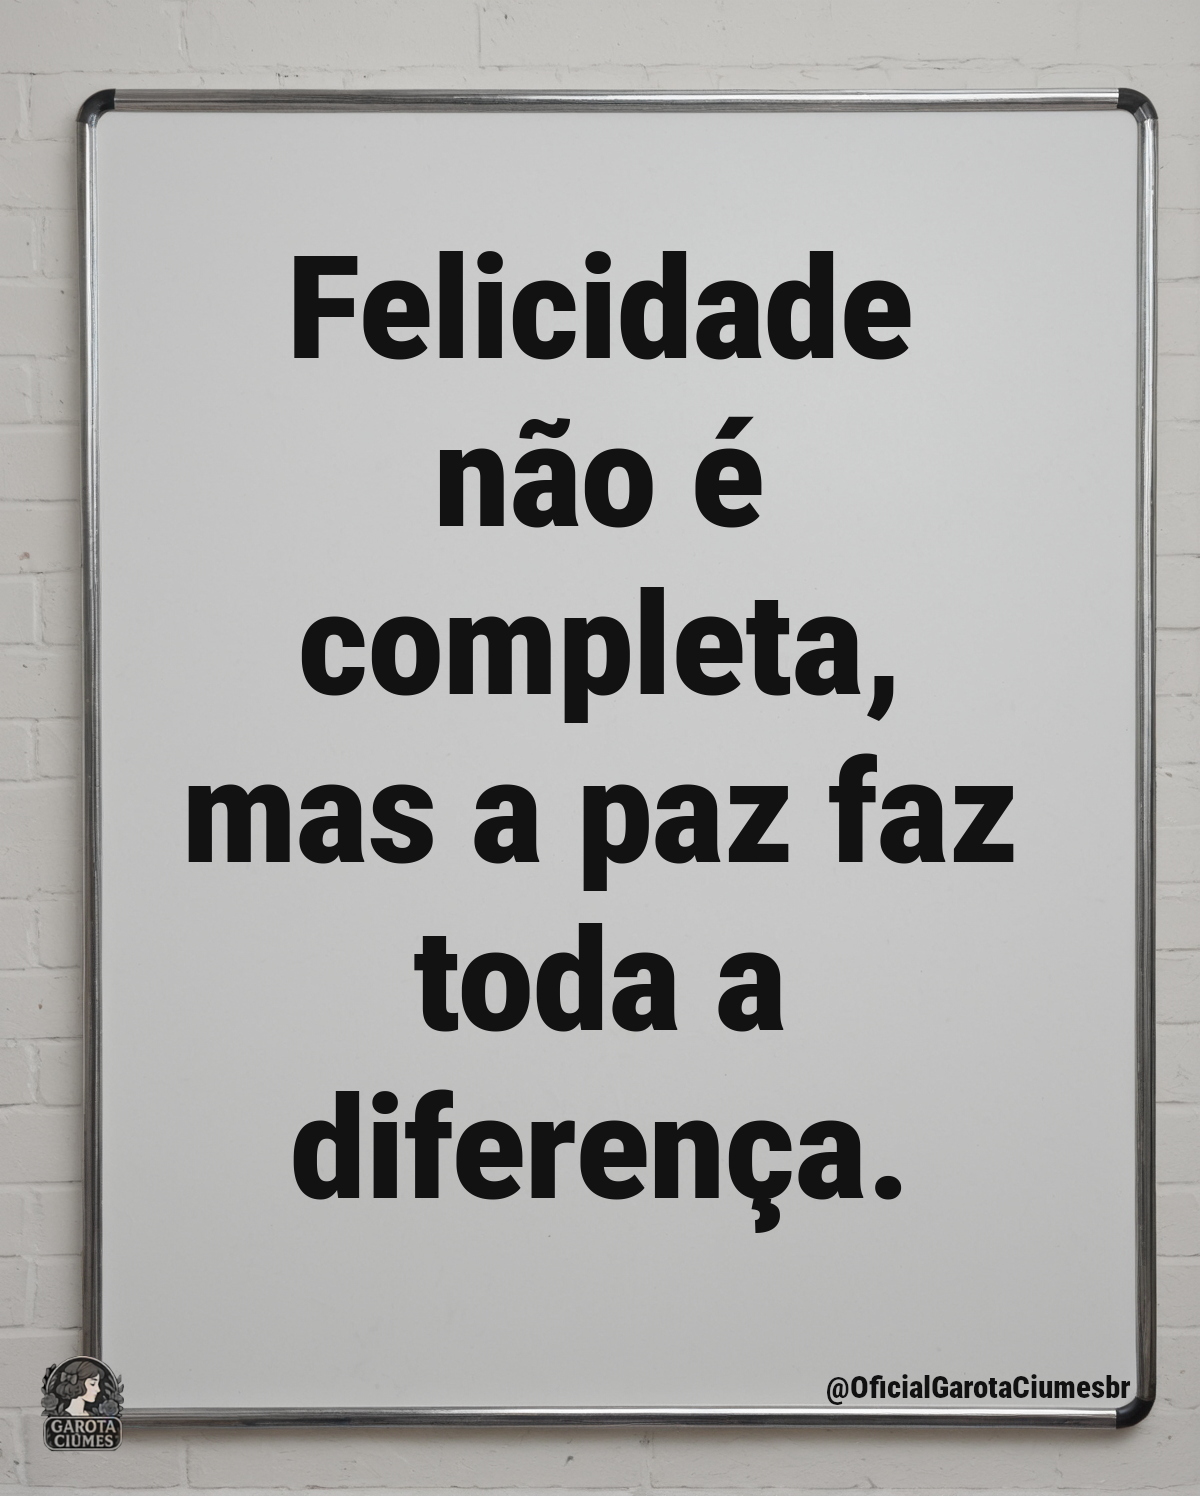 Felicidade
não é
completa,
mas a paz faz
toda a
diferença.
@OficialGarotaCiumesbr
GAROTA
CIÚMES